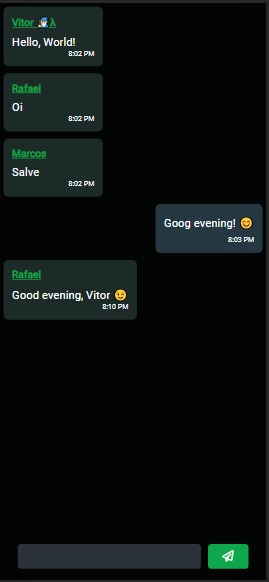 Vitor 🧙‍♂️λ
Hello, World!
8:02 PM
Rafael
Oi
8:02 PM
Marcos
Salve
8:02 PM
Goog evening! 😊
8:03 PM
Rafael
Good evening, Vitor 😉
8:10 PM